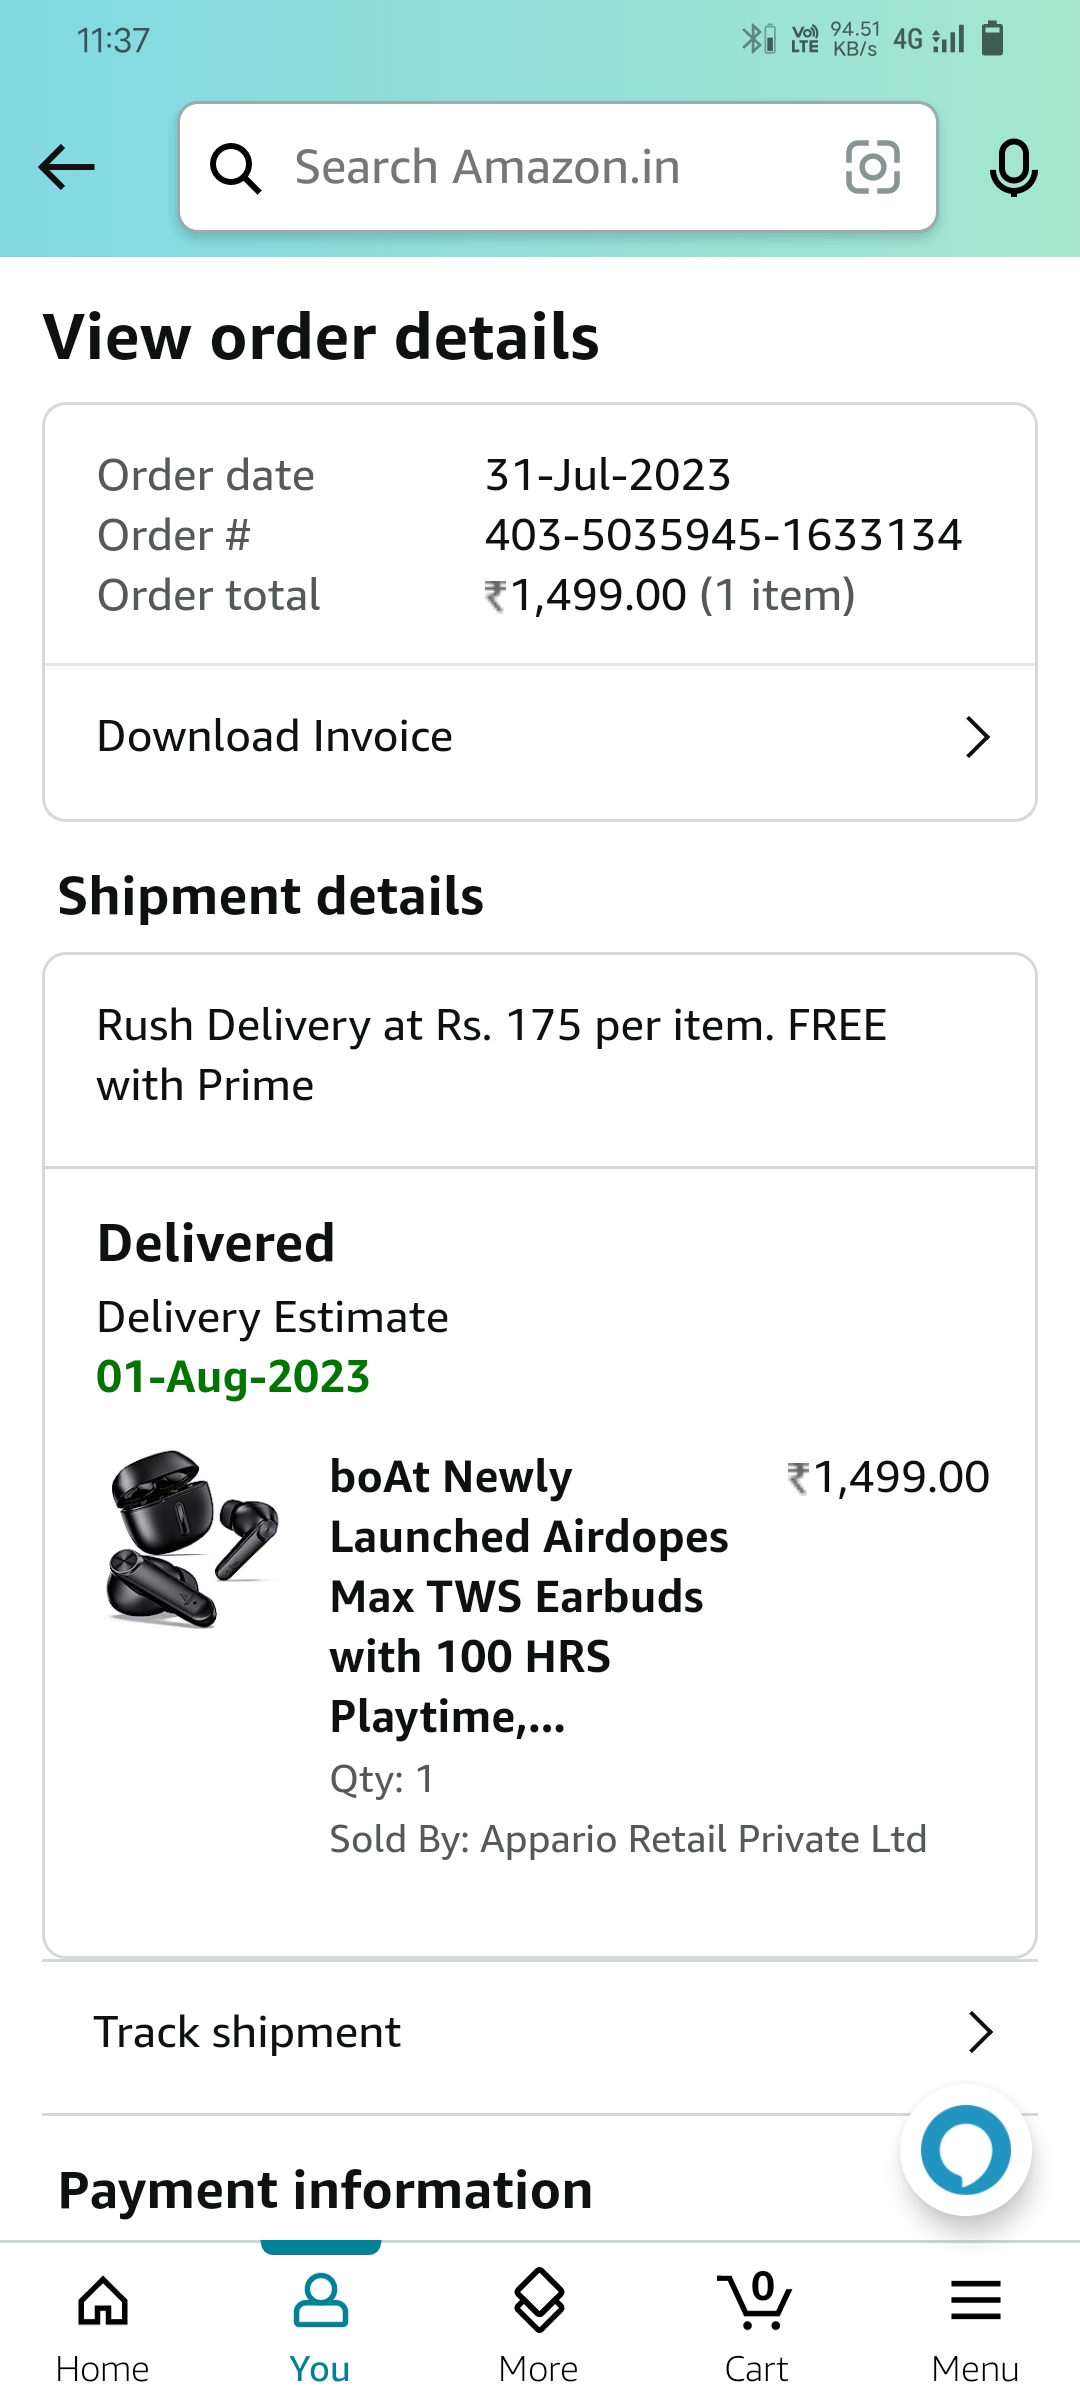 11:37
Vo) LTE 94.51 KB/s 4G
Search Amazon.in
View order details
Order date 31-Jul-2023
Order # 403-5035945-1633134
Order total ₹1,499.00 (1 item)
Download Invoice
Shipment details
Rush Delivery at Rs. 175 per item. FREE
with Prime
Delivered
Delivery Estimate
01-Aug-2023
boAt Newly ₹1,499.00
Launched Airdopes
Max TWS Earbuds
with 100 HRS
Playtime,...
Qty: 1
Sold By: Appario Retail Private Ltd
Track shipment
Payment information
0
Home You More Cart Menu